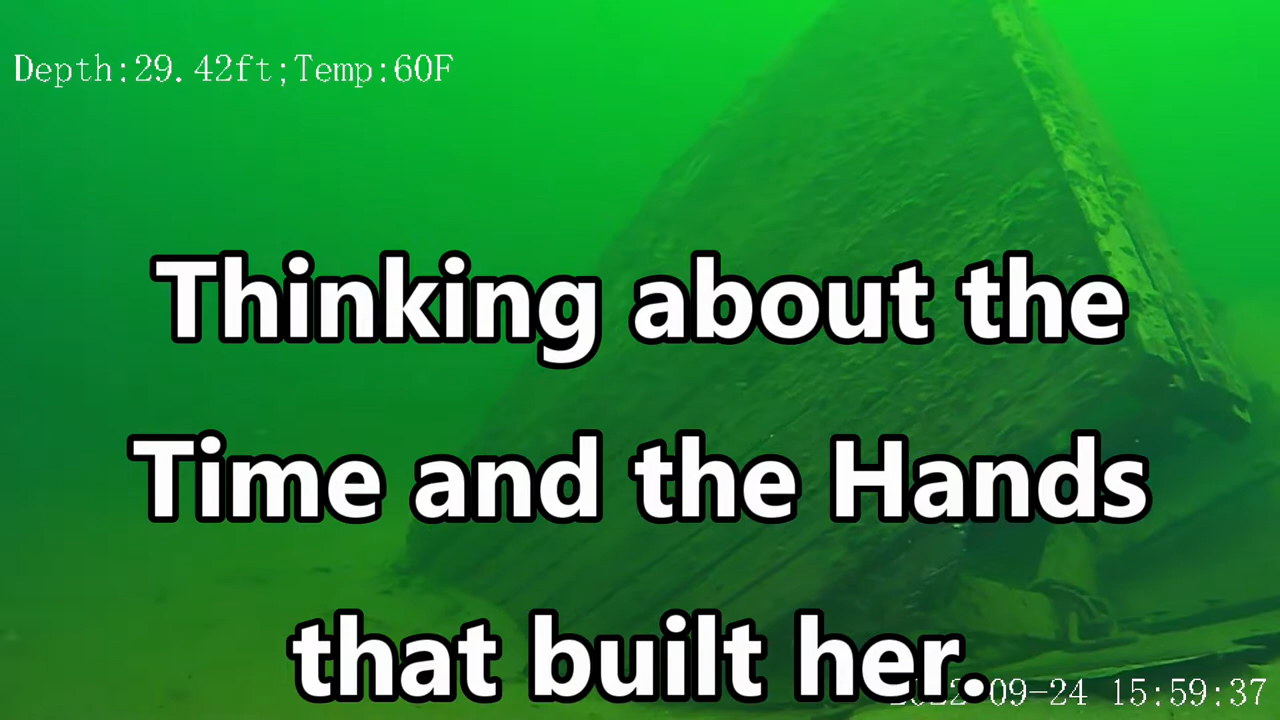 Depth:29.42ft;Temp:60F
Thinking about the
Time and the Hands
that built her.
09-24 15:59:37